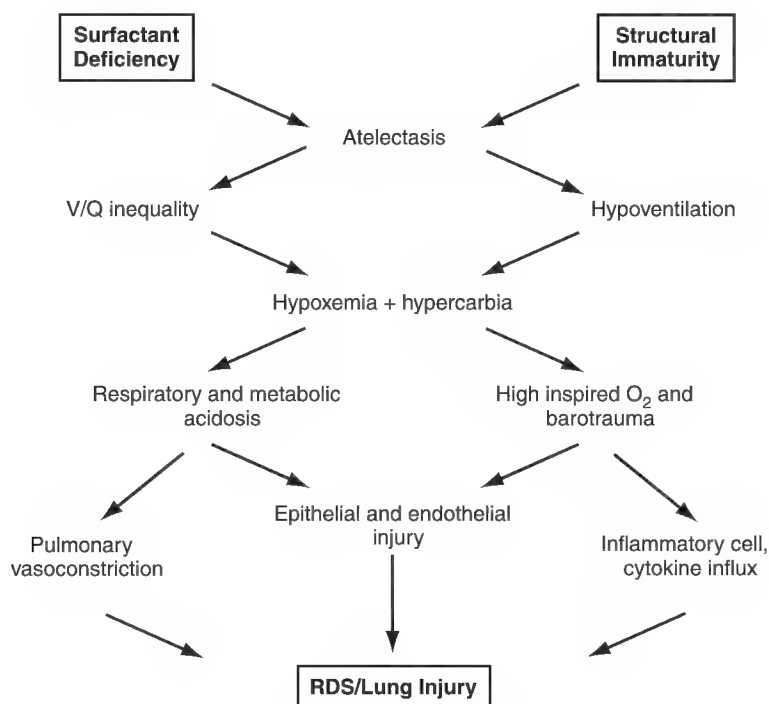 Surfactant
Deficiency
Structural
Immaturity
Atelectasis
V/Q inequality
Hypoventilation
Hypoxemia + hypercarbia
Respiratory and metabolic
acidosis
High inspired O₂ and
barotrauma
Epithelial and endothelial
injury
Pulmonary
vasoconstriction
Inflammatory cell,
cytokine influx
RDS/Lung Injury